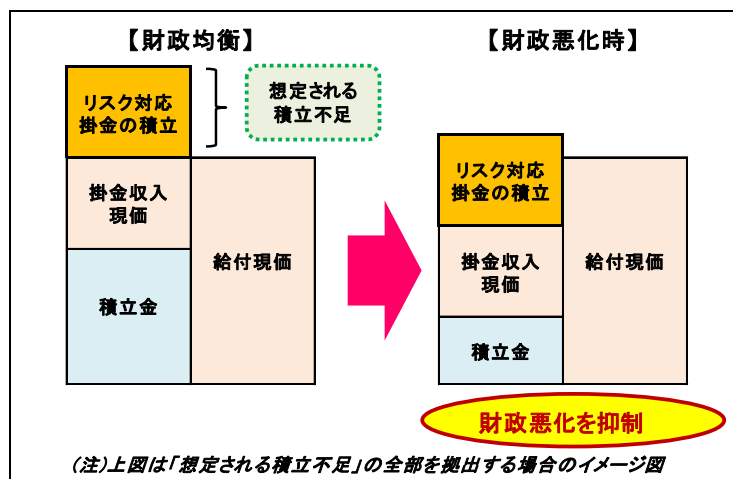 【財政均衡】
リスク対応
掛金の積立
想定される
積立不足
掛金収入
現価
積立金
給付現価
【財政悪化時】
リスク対応
掛金の積立
掛金収入
現価
積立金
給付現価
財政悪化を抑制
(注)上図は「想定される積立不足」の全部を拠出する場合のイメージ図